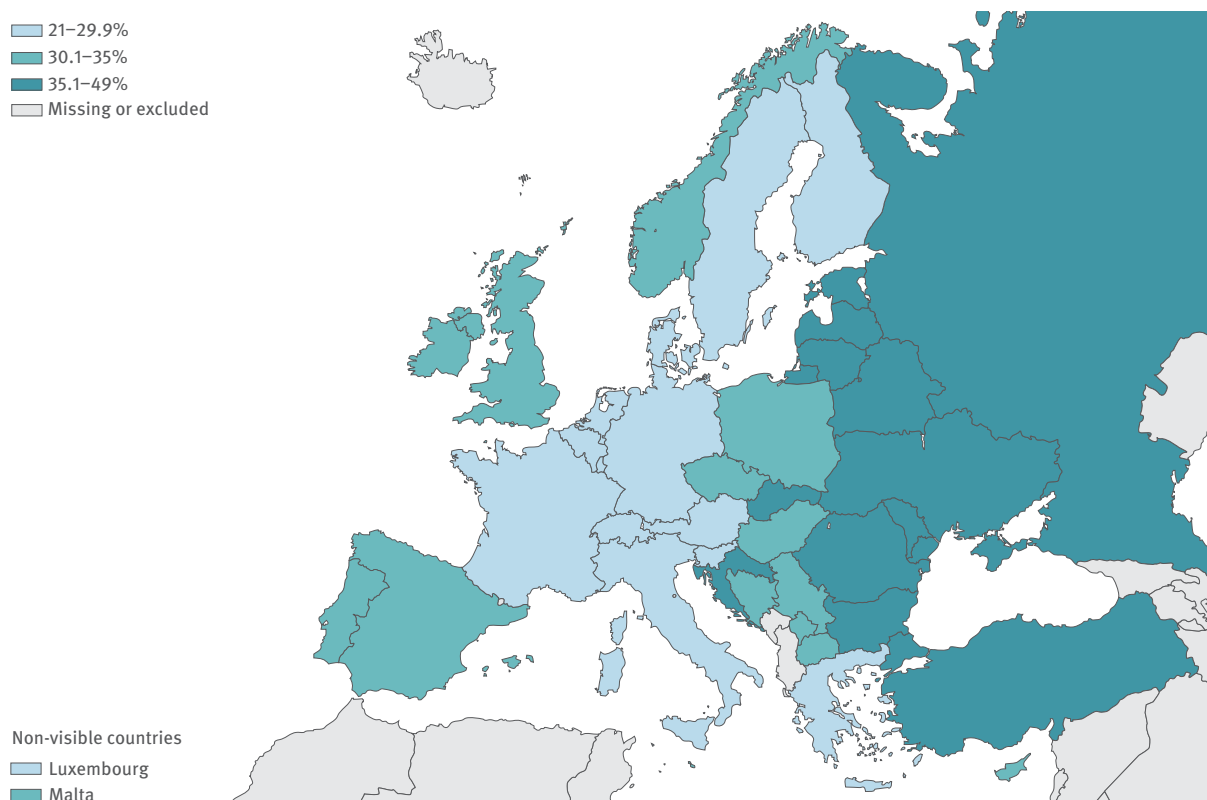 21–29.9%
30.1–35%
35.1–49%
Missing or excluded
Non-visible countries
Luxembourg
Malta